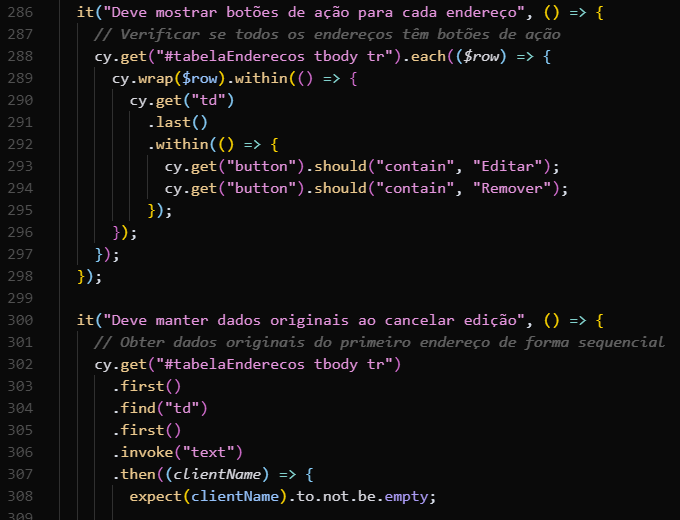 286 it("Deve mostrar botões de ação para cada endereço", () => {
287 // Verificar se todos os endereços têm botões de ação
288 cy.get("#tabelaEnderecos tbody tr").each(($row) => {
289 cy.wrap($row).within(() => {
290 cy.get("td")
291 .last()
292 .within(() => {
293 cy.get("button").should("contain", "Editar");
294 cy.get("button").should("contain", "Remover");
295 });
296 });
297 });
298 });
299
300 it("Deve manter dados originais ao cancelar edição", () => {
301 // Obter dados originais do primeiro endereço de forma sequencial
302 cy.get("#tabelaEnderecos tbody tr")
303 .first()
304 .find("td")
305 .first()
306 .invoke("text")
307 .then((clientName) => {
308 expect(clientName).to.not.be.empty;
309